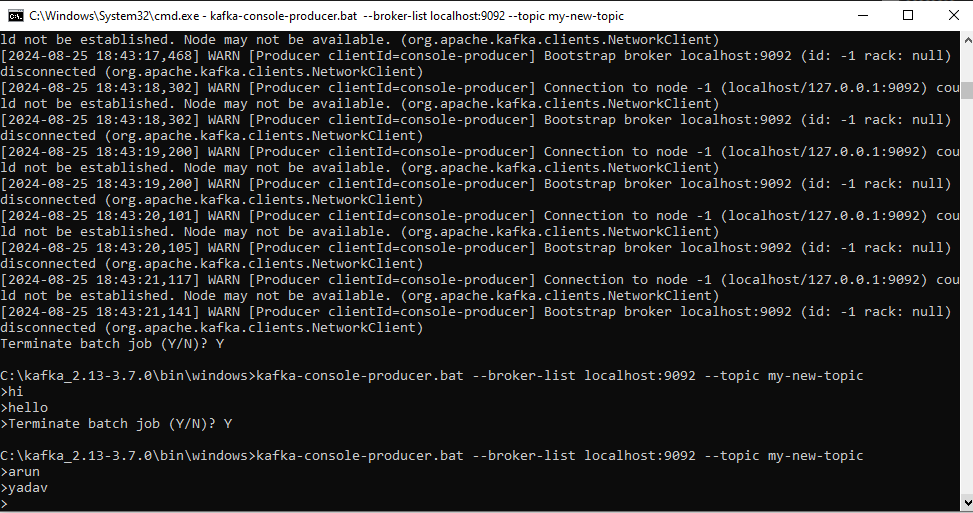 C:\Windows\System32\cmd.exe - kafka-console-producer.bat  --broker-list localhost:9092 --topic my-new-topic
ld not be established. Node may not be available. (org.apache.kafka.clients.NetworkClient)
[2024-08-25 18:43:17,468] WARN [Producer clientId=console-producer] Bootstrap broker localhost:9092 (id: -1 rack: null)
disconnected (org.apache.kafka.clients.NetworkClient)
[2024-08-25 18:43:18,302] WARN [Producer clientId=console-producer] Connection to node -1 (localhost/127.0.0.1:9092) cou
ld not be established. Node may not be available. (org.apache.kafka.clients.NetworkClient)
[2024-08-25 18:43:18,302] WARN [Producer clientId=console-producer] Bootstrap broker localhost:9092 (id: -1 rack: null)
disconnected (org.apache.kafka.clients.NetworkClient)
[2024-08-25 18:43:19,200] WARN [Producer clientId=console-producer] Connection to node -1 (localhost/127.0.0.1:9092) cou
ld not be established. Node may not be available. (org.apache.kafka.clients.NetworkClient)
[2024-08-25 18:43:19,200] WARN [Producer clientId=console-producer] Bootstrap broker localhost:9092 (id: -1 rack: null)
disconnected (org.apache.kafka.clients.NetworkClient)
[2024-08-25 18:43:20,101] WARN [Producer clientId=console-producer] Connection to node -1 (localhost/127.0.0.1:9092) cou
ld not be established. Node may not be available. (org.apache.kafka.clients.NetworkClient)
[2024-08-25 18:43:20,105] WARN [Producer clientId=console-producer] Bootstrap broker localhost:9092 (id: -1 rack: null)
disconnected (org.apache.kafka.clients.NetworkClient)
[2024-08-25 18:43:21,117] WARN [Producer clientId=console-producer] Connection to node -1 (localhost/127.0.0.1:9092) cou
ld not be established. Node may not be available. (org.apache.kafka.clients.NetworkClient)
[2024-08-25 18:43:21,141] WARN [Producer clientId=console-producer] Bootstrap broker localhost:9092 (id: -1 rack: null)
disconnected (org.apache.kafka.clients.NetworkClient)
Terminate batch job (Y/N)? Y
C:\kafka_2.13-3.7.0\bin\windows>kafka-console-producer.bat --broker-list localhost:9092 --topic my-new-topic
>hi
>hello
>Terminate batch job (Y/N)? Y
C:\kafka_2.13-3.7.0\bin\windows>kafka-console-producer.bat --broker-list localhost:9092 --topic my-new-topic
>arun
>yadav
>